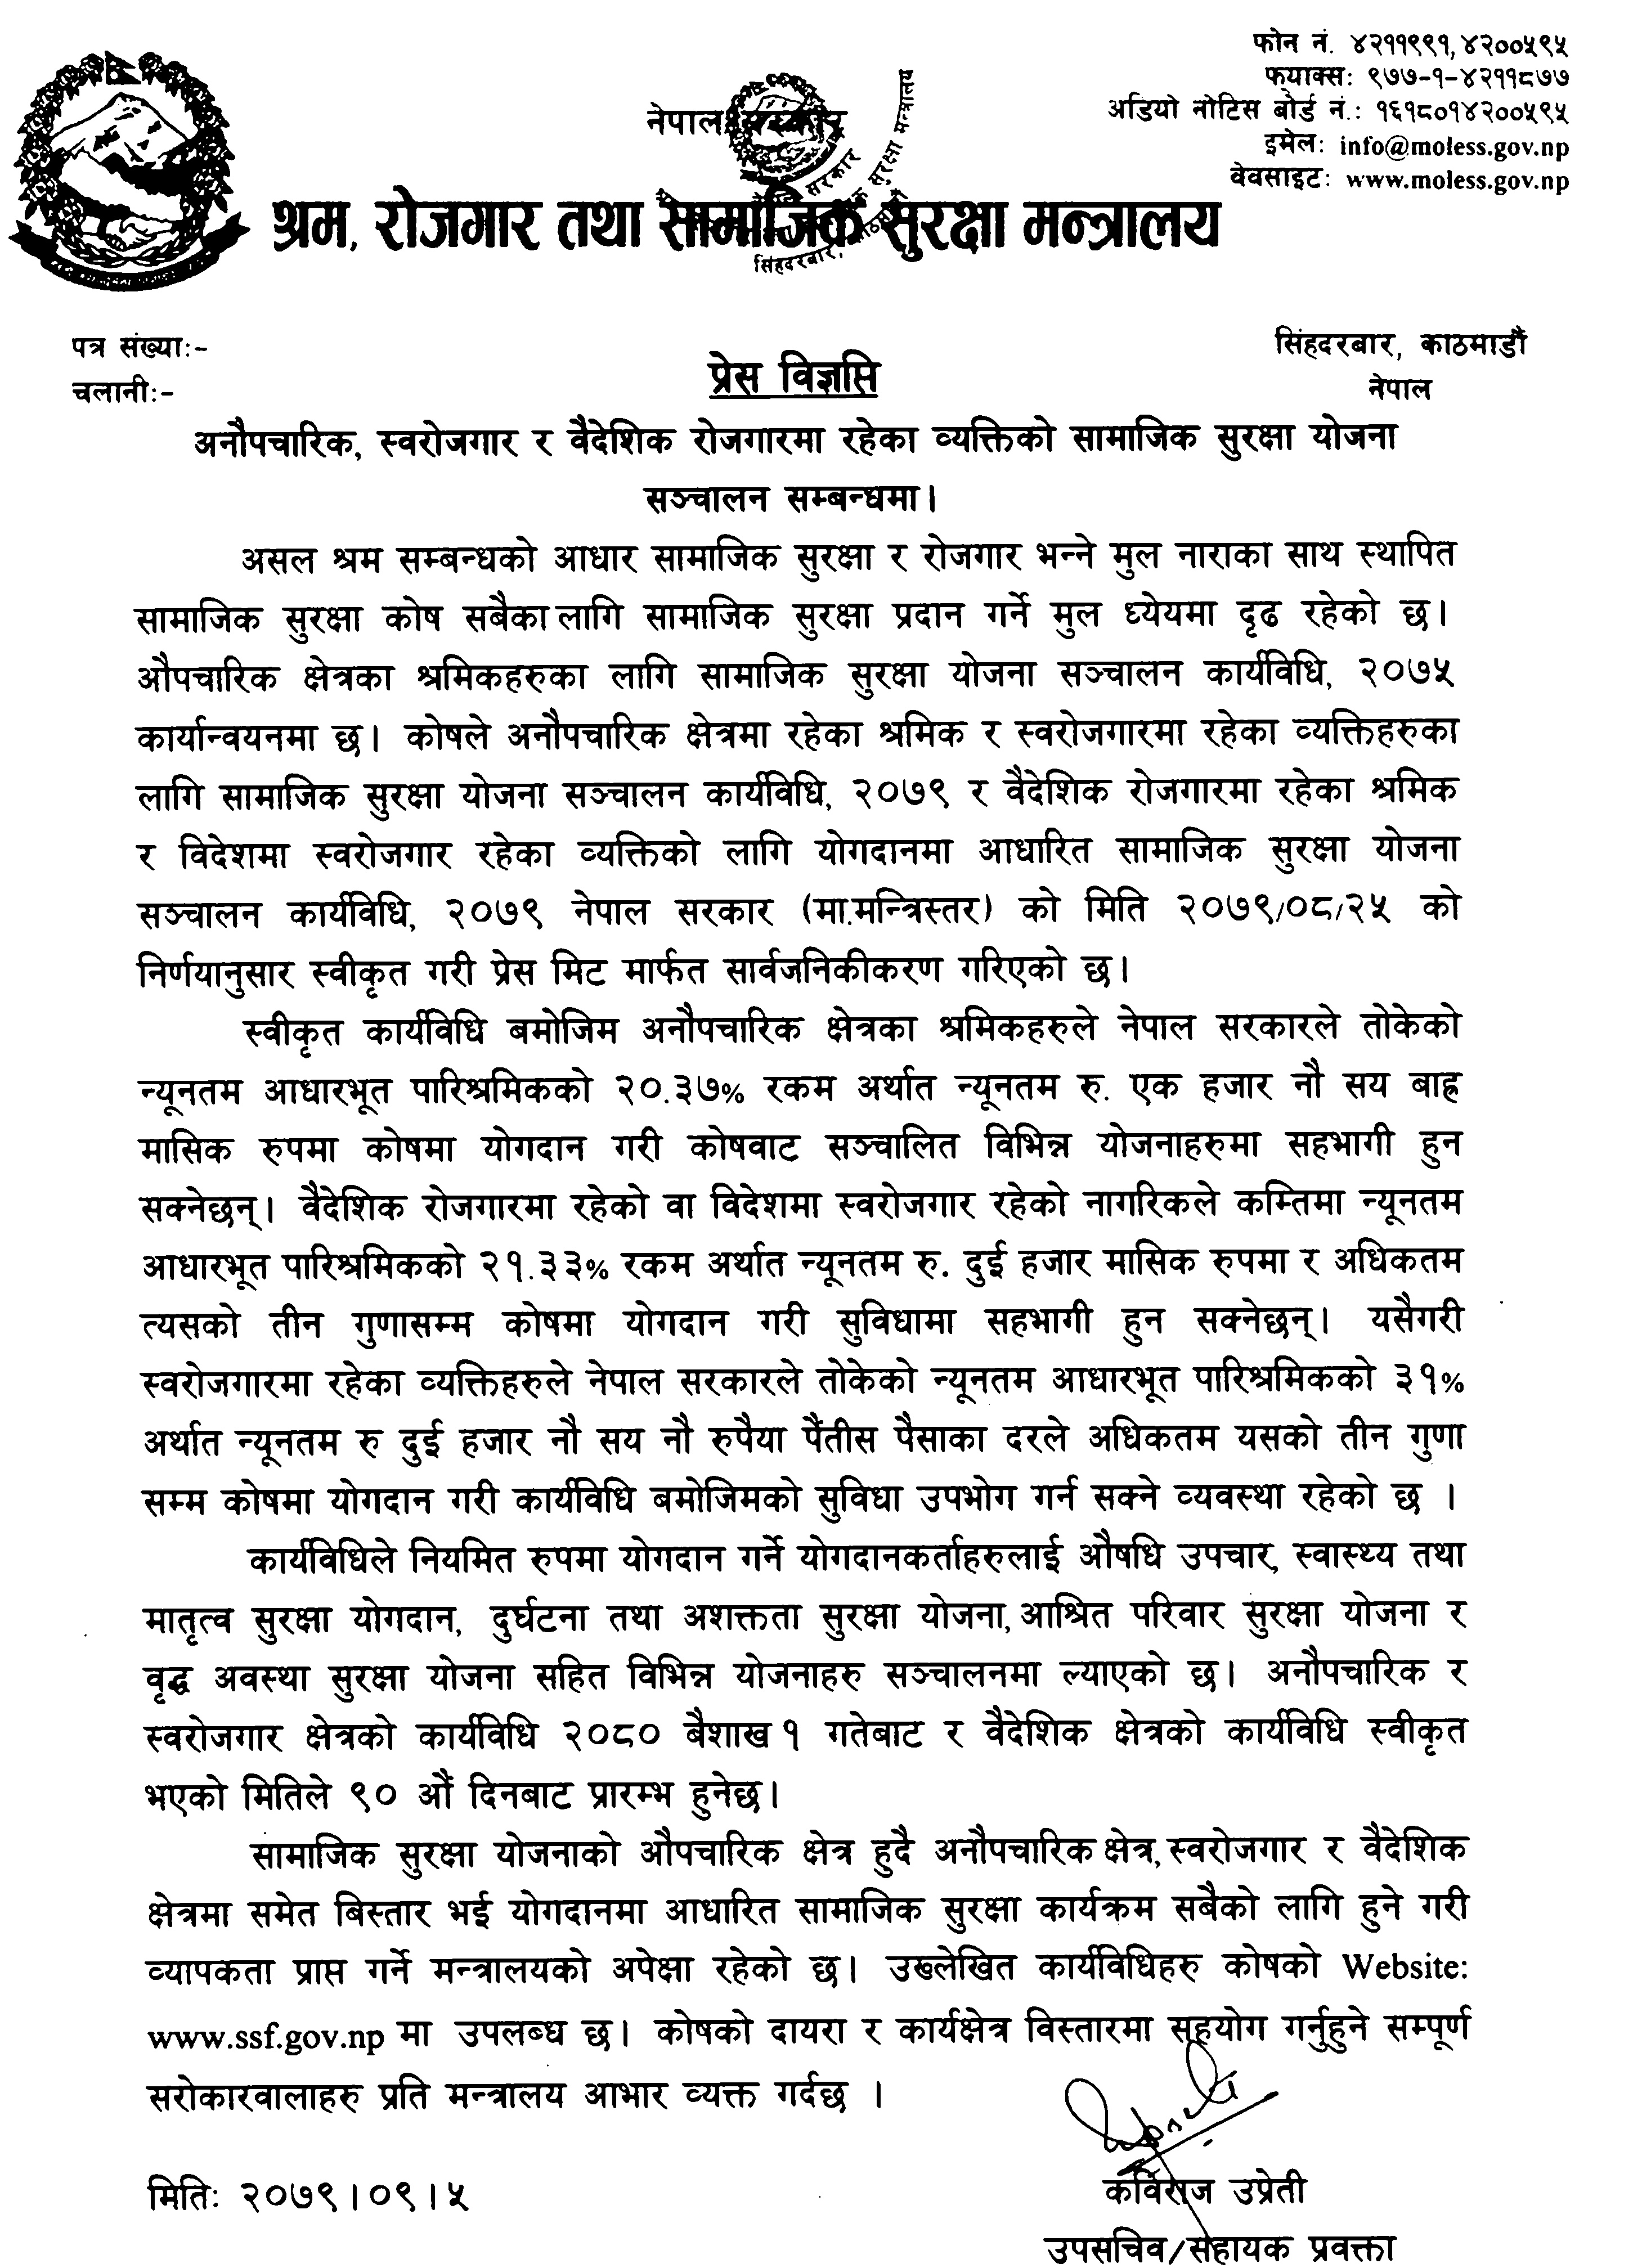 फोन नं. ४२११९९१,४२००५९५
फयाक्स: ९७७-१-४२११८७७
अडियो नोटिस बोर्ड नं.: १६१८०१४२००५९५
इमेल: info@moless.gov.np
वेवसाइट: www.moless.gov.np
नेपाल सरकार
श्रम, रोजगार तथा सामाजिक सुरक्षा मन्त्रालय
सिंहदरबार,
पत्र संख्या:-
सिंहदरबार, काठमाडौं
चलानी:-
नेपाल
प्रेस विज्ञप्ति
अनौपचारिक, स्वरोजगार र वैदेशिक रोजगारमा रहेका व्यक्तिको सामाजिक सुरक्षा योजना
सञ्चालन सम्बन्धमा।
असल श्रम सम्बन्धको आधार सामाजिक सुरक्षा र रोजगार भन्ने मुल नाराका साथ स्थापित
सामाजिक सुरक्षा कोष सबैका लागि सामाजिक सुरक्षा प्रदान गर्ने मुल ध्येयमा दृढ रहेको छ।
औपचारिक क्षेत्रका श्रमिकहरुका लागि सामाजिक सुरक्षा योजना सञ्चालन कार्यविधि, २०७५
कार्यान्वयनमा छ। कोषले अनौपचारिक क्षेत्रमा रहेका श्रमिक र स्वरोजगारमा रहेका व्यक्तिहरुका
लागि सामाजिक सुरक्षा योजना सञ्चालन कार्यविधि, २०७९ र वैदेशिक रोजगारमा रहेका श्रमिक
र विदेशमा स्वरोजगार रहेका व्यक्तिको लागि योगदानमा आधारित सामाजिक सुरक्षा योजना
सञ्चालन कार्यविधि, २०७९ नेपाल सरकार (मा.मन्त्रिस्तर) को मिति २०७९/०८/२५ को
निर्णयानुसार स्वीकृत गरी प्रेस मिट मार्फत सार्वजनिकीकरण गरिएको छ।
स्वीकृत कार्यविधि बमोजिम अनौपचारिक क्षेत्रका श्रमिकहरुले नेपाल सरकारले तोकेको
न्यूनतम आधारभूत पारिश्रमिकको २०.३७% रकम अर्थात न्यूनतम रु. एक हजार नौ सय बाह्र
मासिक रुपमा कोषमा योगदान गरी कोषवाट सञ्चालित विभिन्न योजनाहरुमा सहभागी हुन
सक्नेछन्। वैदेशिक रोजगारमा रहेको वा विदेशमा स्वरोजगार रहेको नागरिकले कम्तिमा न्यूनतम
आधारभूत पारिश्रमिकको २१.३३% रकम अर्थात न्यूनतम रु. दुई हजार मासिक रुपमा र अधिकतम
त्यसको तीन गुणासम्म कोषमा योगदान गरी सुविधामा सहभागी हुन सक्नेछन्। यसैगरी
स्वरोजगारमा रहेका व्यक्तिहरुले नेपाल सरकारले तोकेको न्यूनतम आधारभूत पारिश्रमिकको ३१%
अर्थात न्यूनतम रु दुई हजार नौ सय नौ रुपैया पैंतीस पैसाका दरले अधिकतम यसको तीन गुणा
सम्म कोषमा योगदान गरी कार्यविधि बमोजिमको सुविधा उपभोग गर्न सक्ने व्यवस्था रहेको छ ।
कार्यविधिले नियमित रुपमा योगदान गर्ने योगदानकर्ताहरुलाई औषधि उपचार, स्वास्थ्य तथा
मातृत्व सुरक्षा योगदान, दुर्घटना तथा अशक्तता सुरक्षा योजना, आश्रित परिवार सुरक्षा योजना र
वृद्ध अवस्था सुरक्षा योजना सहित विभिन्न योजनाहरु सञ्चालनमा ल्याएको छ। अनौपचारिक र
स्वरोजगार क्षेत्रको कार्यविधि २०८० बैशाख १ गतेबाट र वैदेशिक क्षेत्रको कार्यविधि स्वीकृत
भएको मितिले ९० औं दिनबाट प्रारम्भ हुनेछ।
सामाजिक सुरक्षा योजनाको औपचारिक क्षेत्र हुदै अनौपचारिक क्षेत्र, स्वरोजगार र वैदेशिक
क्षेत्रमा समेत बिस्तार भई योगदानमा आधारित सामाजिक सुरक्षा कार्यक्रम सबैको लागि हुने गरी
व्यापकता प्राप्त गर्ने मन्त्रालयको अपेक्षा रहेको छ। उल्लेखित कार्यविधिहरु कोषको Website:
www.ssf.gov.np मा उपलब्ध छ। कोषको दायरा र कार्यक्षेत्र विस्तारमा सहयोग गर्नुहुने सम्पूर्ण
सरोकारवालाहरु प्रति मन्त्रालय आभार व्यक्त गर्दछ ।
मिति: २०७९।०९।५
कविराज उप्रेती
उपसचिव/सहायक प्रवक्ता